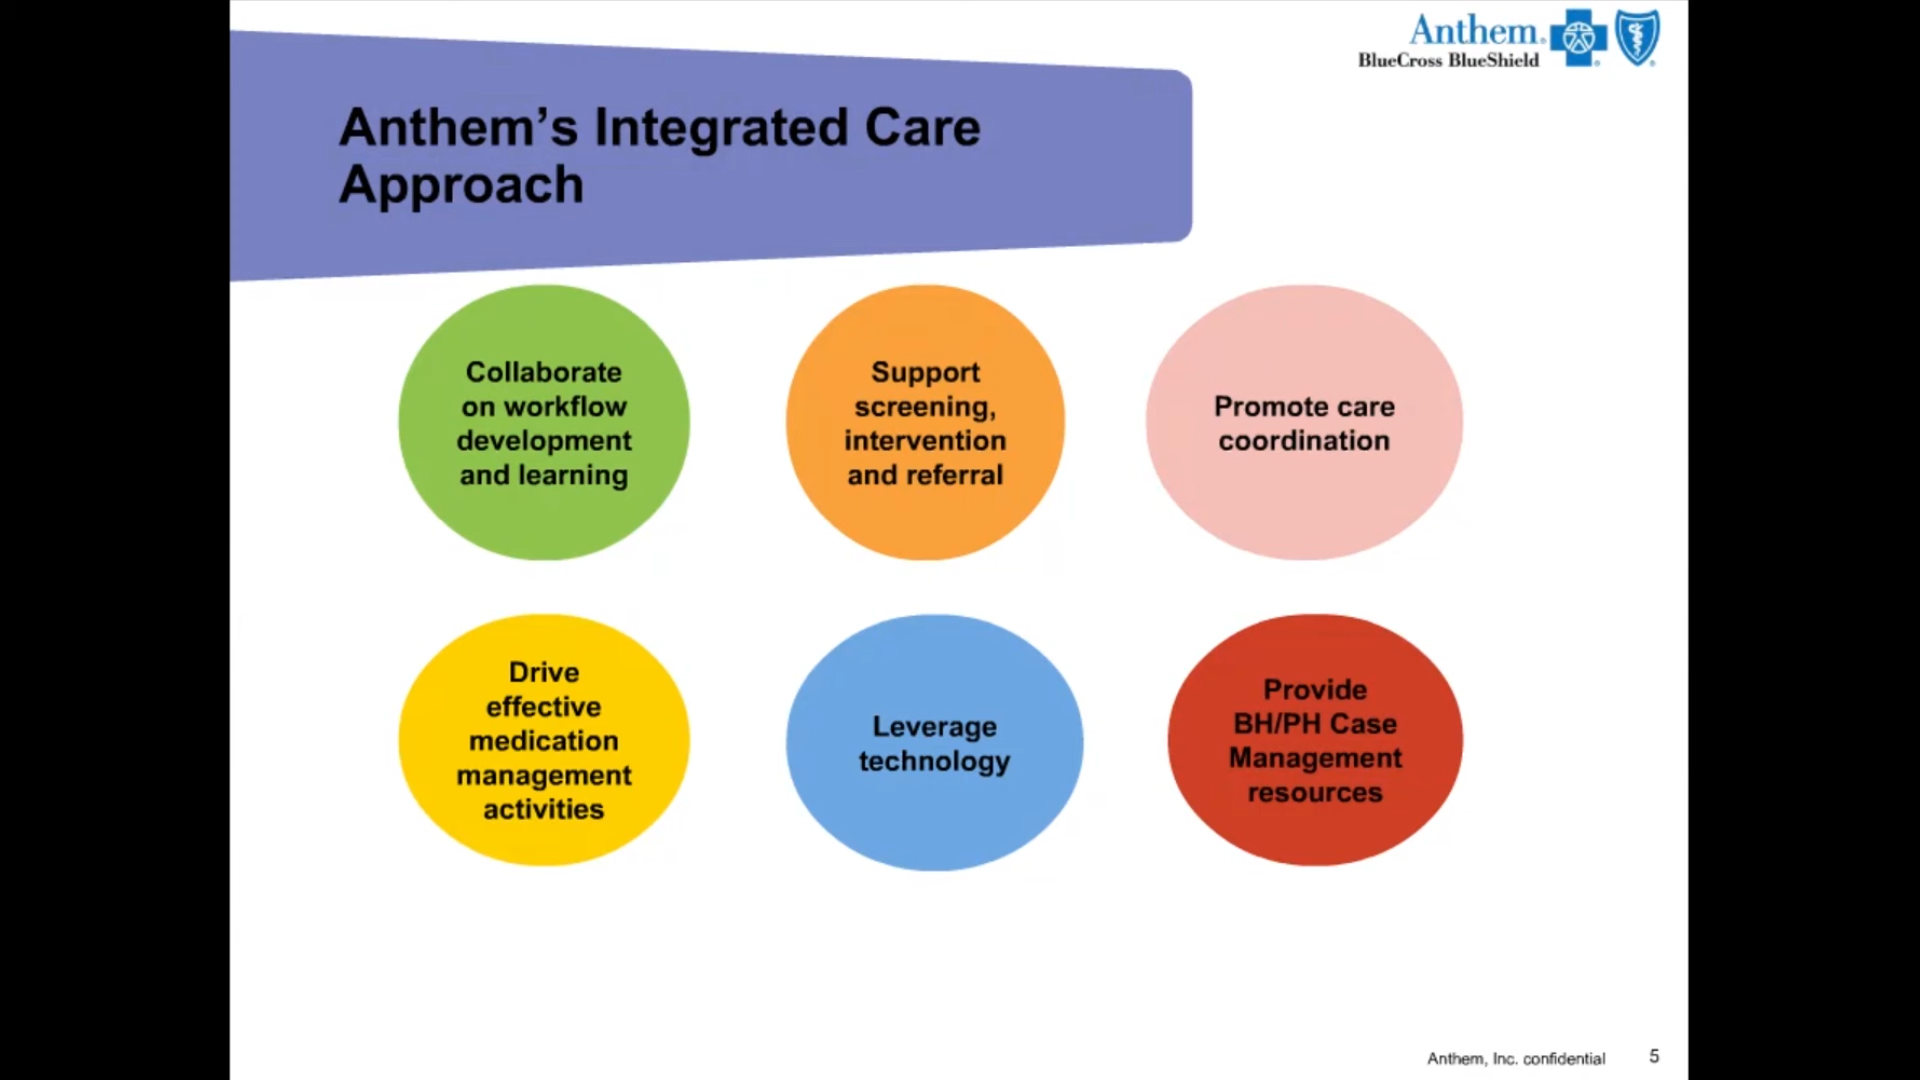 Anthem.
BlueCross BlueShield
Anthem’s Integrated Care
Approach
Collaborate
on workflow
development
and learning
Support
screening,
intervention
and referral
Promote care
coordination
Drive
effective
medication
management
activities
Leverage
technology
Provide
BH/PH Case
Management
resources
Anthem, Inc. confidential
5